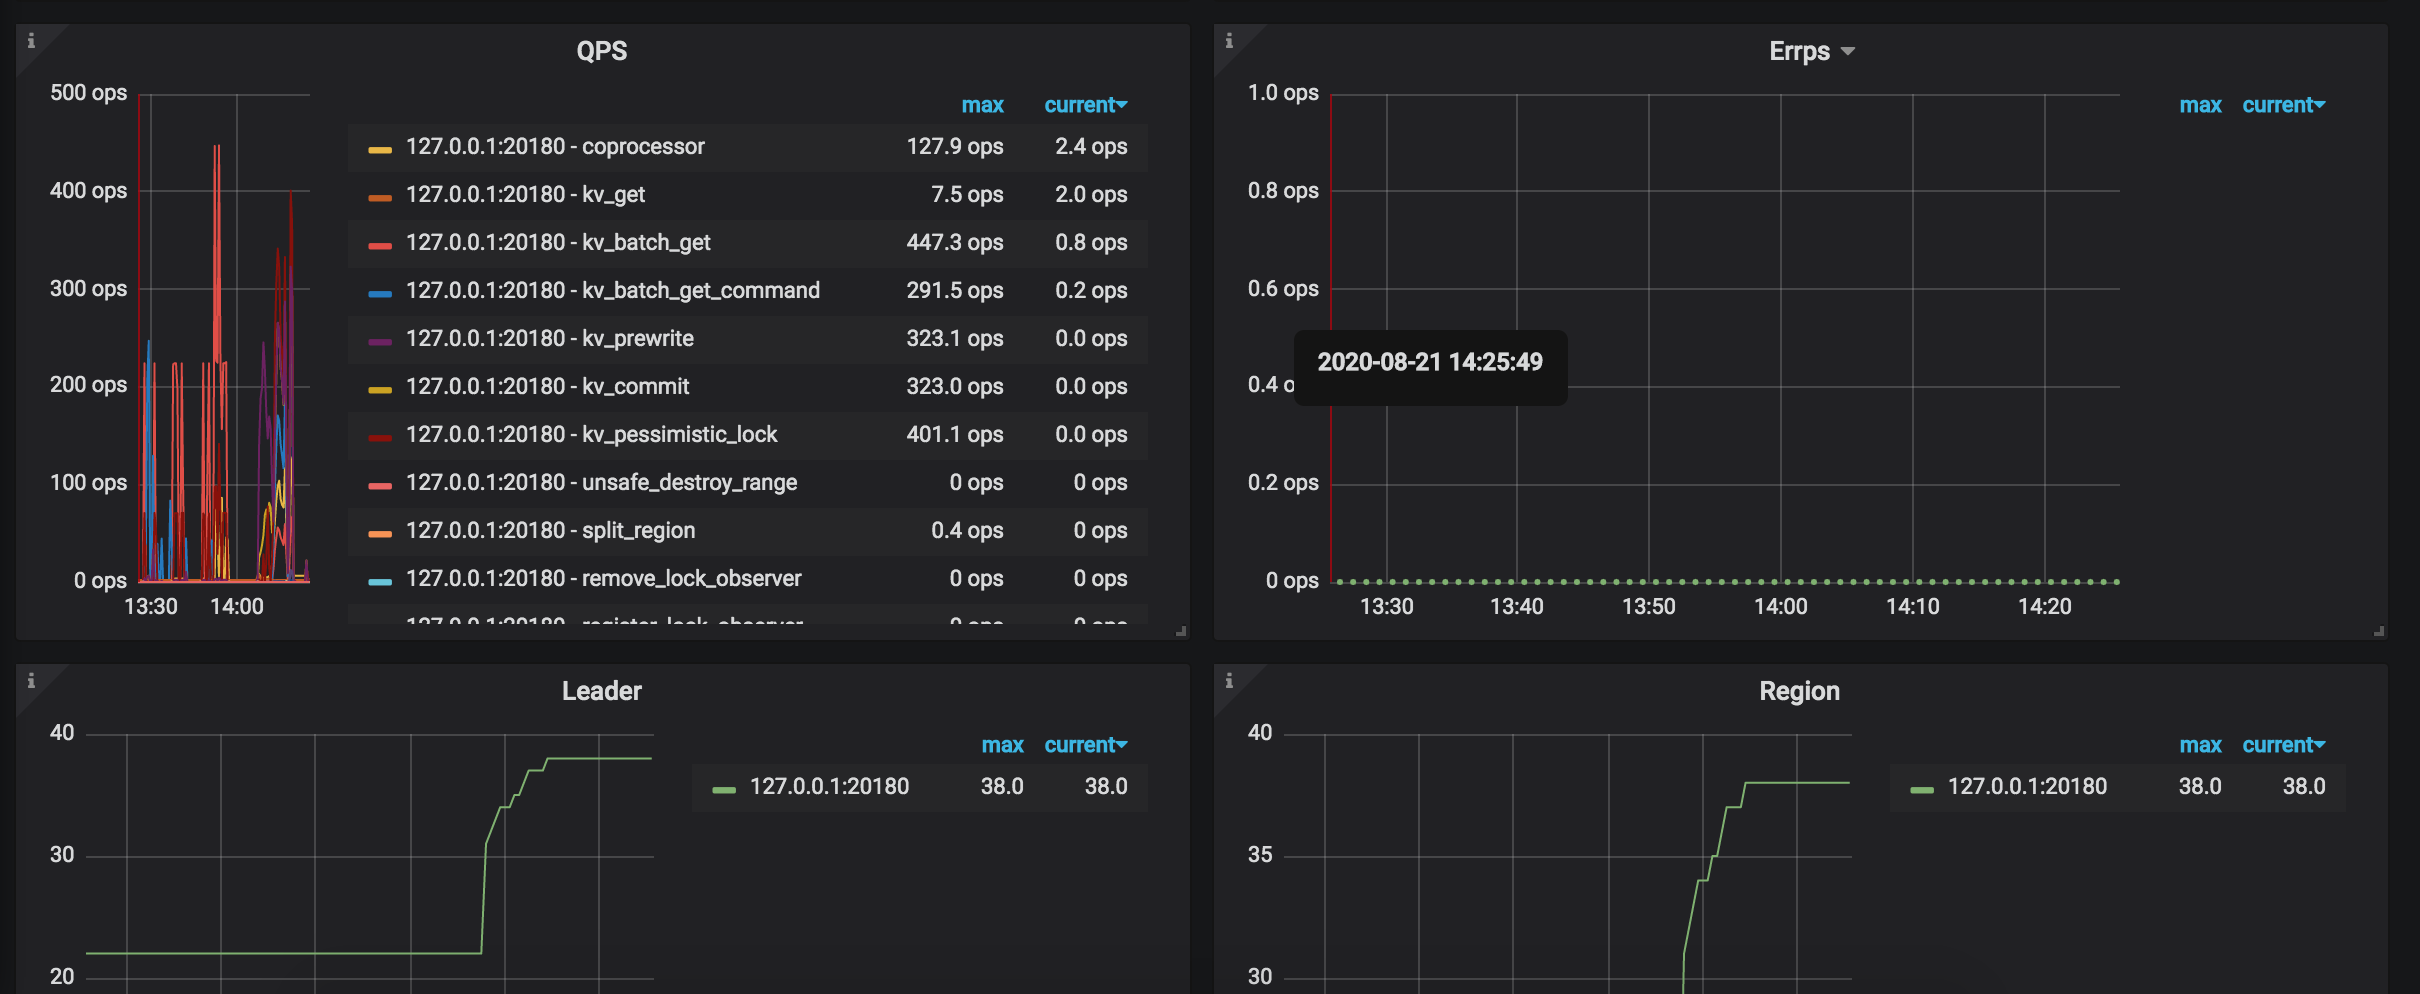 QPS
500 ops
400 ops
300 ops
200 ops
100 ops
0 ops
13:30 14:00
max current
127.0.0.1:20180 - coprocessor 127.9 ops 2.4 ops
127.0.0.1:20180 - kv_get 7.5 ops 2.0 ops
127.0.0.1:20180 - kv_batch_get 447.3 ops 0.8 ops
127.0.0.1:20180 - kv_batch_get_command 291.5 ops 0.2 ops
127.0.0.1:20180 - kv_prewrite 323.1 ops 0.0 ops
127.0.0.1:20180 - kv_commit 323.0 ops 0.0 ops
127.0.0.1:20180 - kv_pessimistic_lock 401.1 ops 0.0 ops
127.0.0.1:20180 - unsafe_destroy_range 0 ops 0 ops
127.0.0.1:20180 - split_region 0.4 ops 0 ops
127.0.0.1:20180 - remove_lock_observer 0 ops 0 ops
127.0.0.1:20180 - register_lock_observer 0 ops 0 ops
Errps
1.0 ops
0.8 ops
0.6 ops
0.4 o
0.2 ops
0 ops
2020-08-21 14:25:49
13:30 13:40 13:50 14:00 14:10 14:20
max current
Leader
40
30
20
max current
127.0.0.1:20180 38.0 38.0
Region
40
35
30
max current
127.0.0.1:20180 38.0 38.0